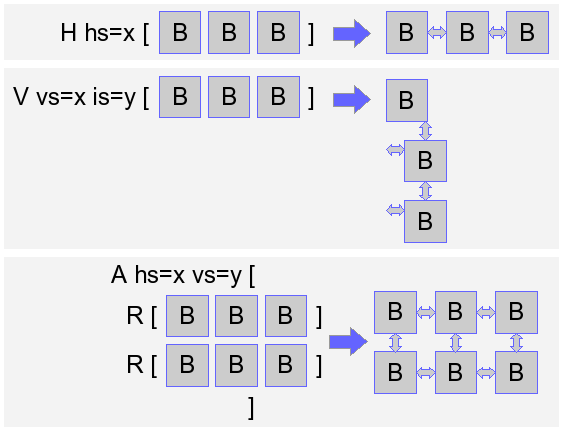 H hs=x [ B B B ] B B B
V vs=x is=y [ B B B ] B
B
B
A hs=x vs=y [
R [ B B B ] B B B
R [ B B B ] B B B
]